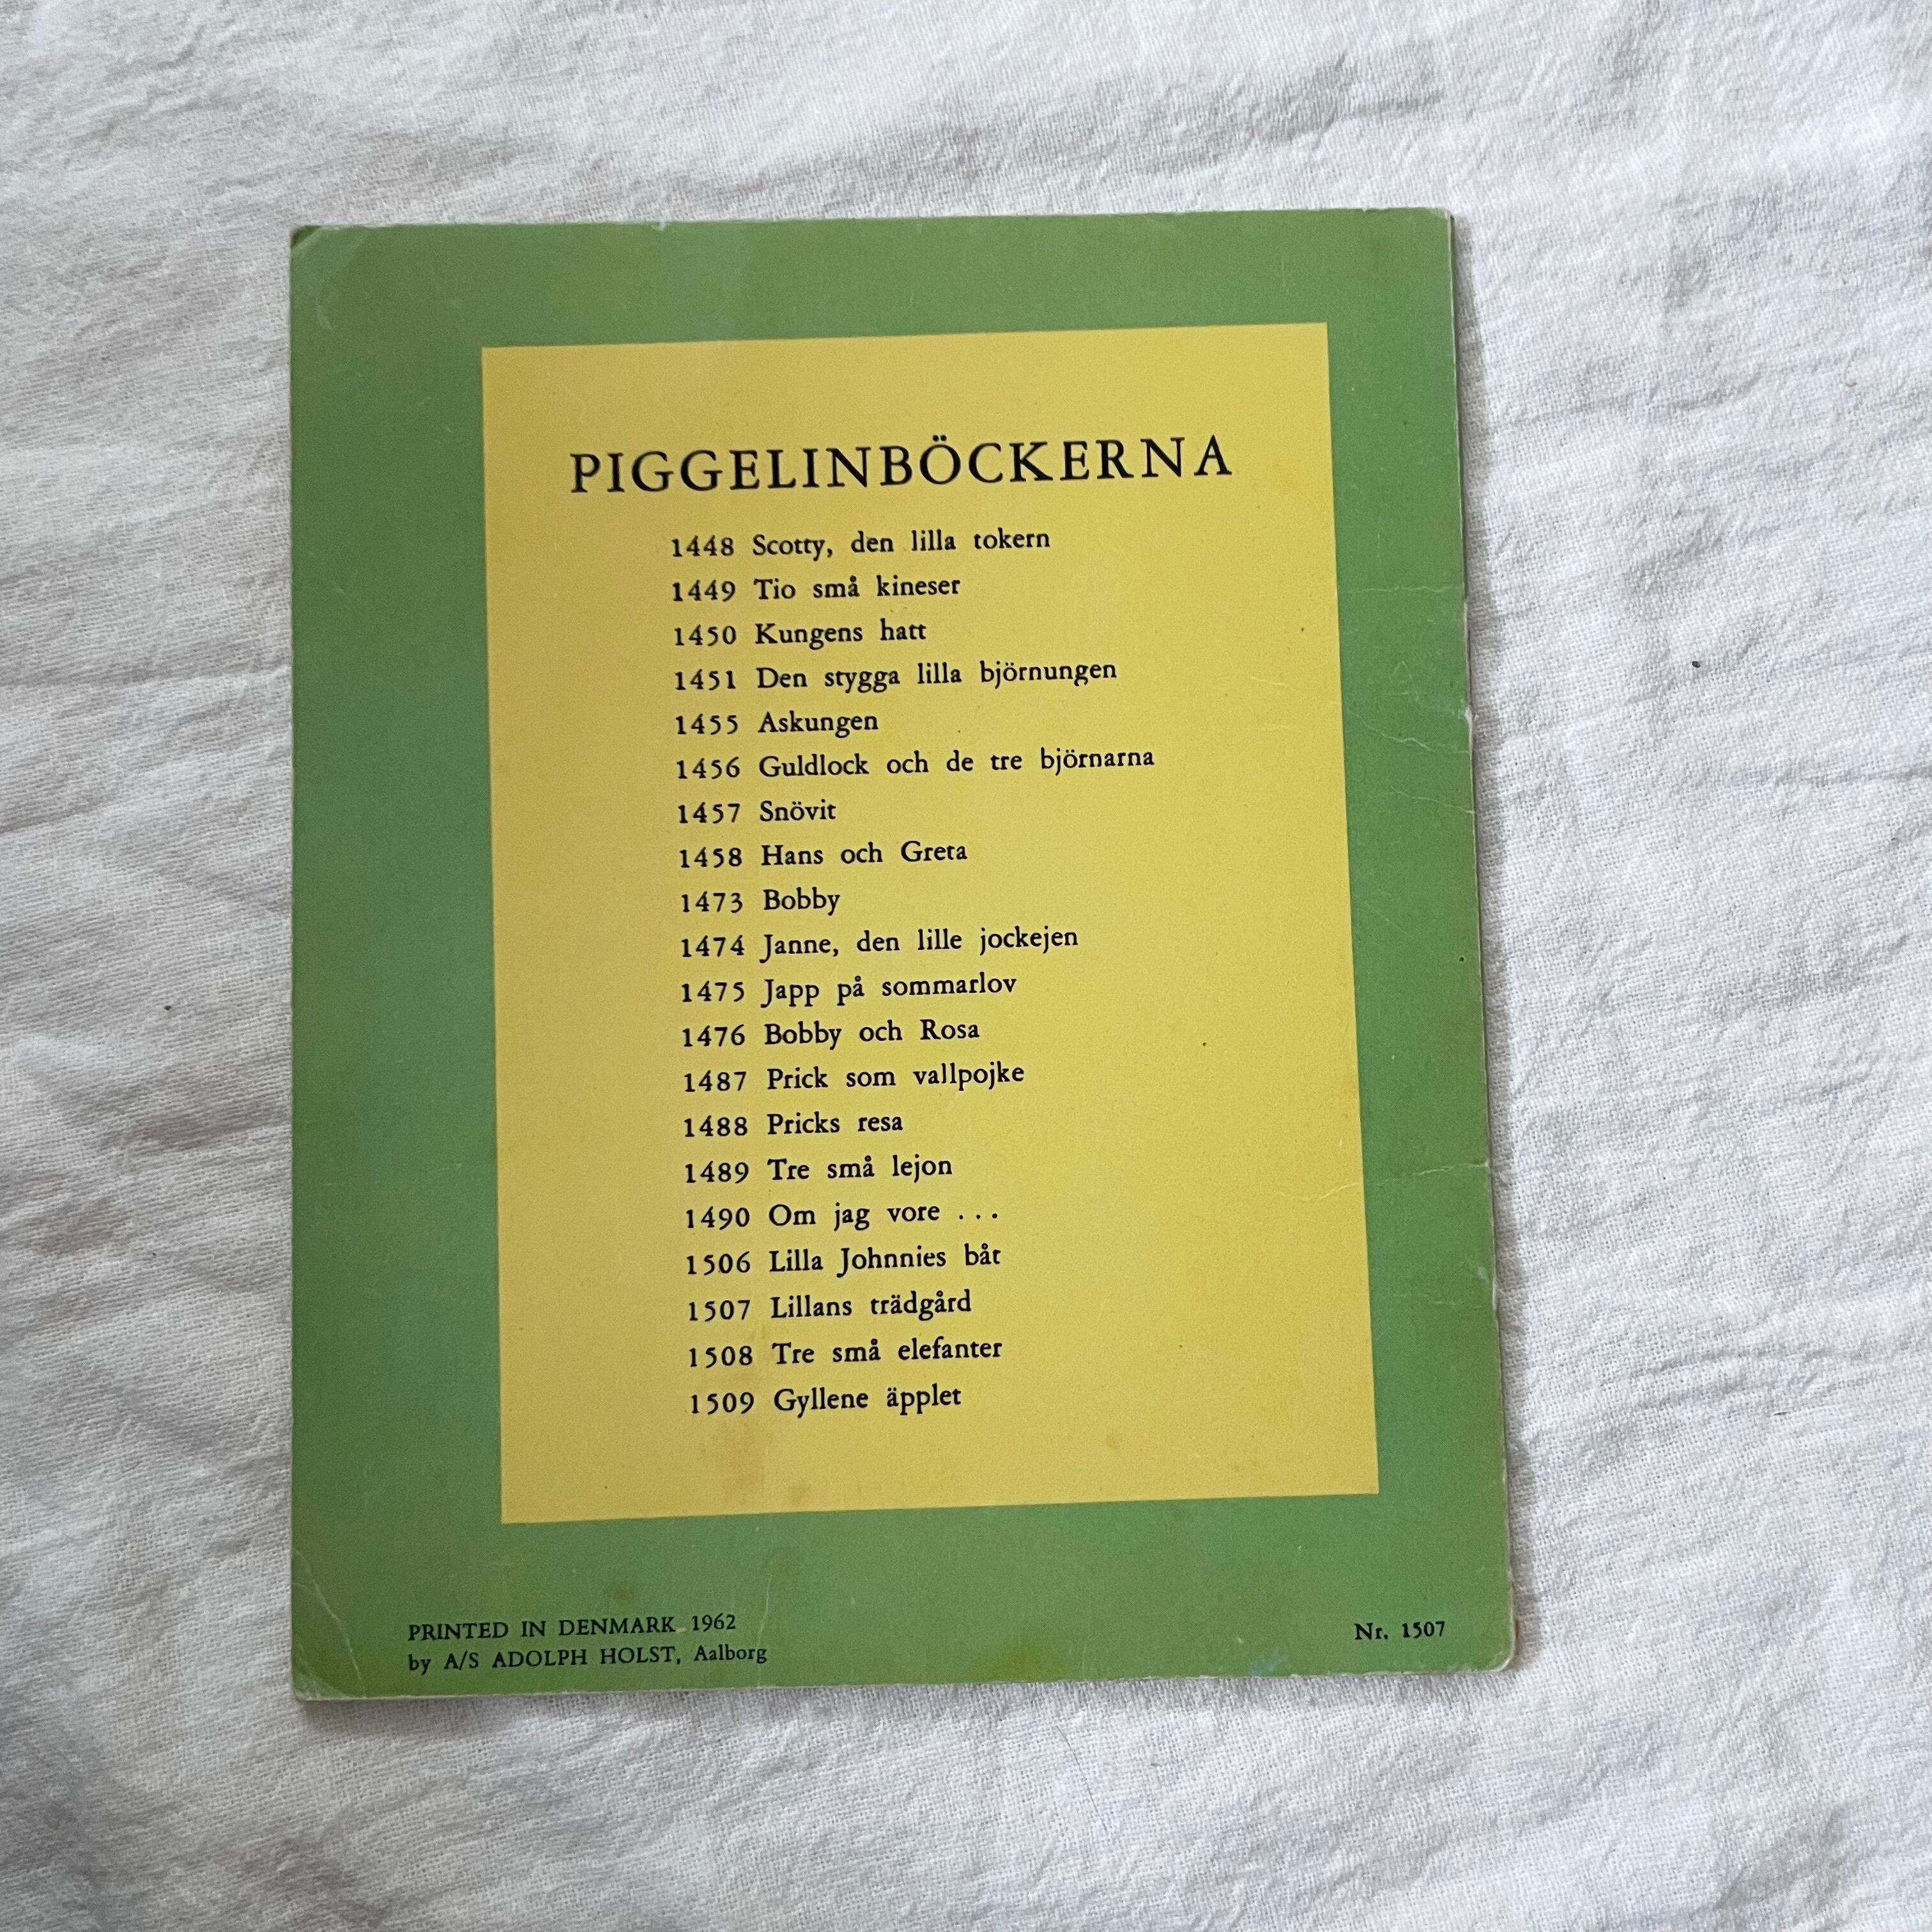 PIGGELINBÖCKERNA
1448 Scotty, den lilla tokern
1449 Tio små kineser
1450 Kungens hatt
1451 Den stygga lilla björnungen
1455 Askungen
1456 Guldlock och de tre björnarna
1457 Snövit
1458 Hans och Greta
1473 Bobby
1474 Janne, den lille jockejen
1475 Japp på sommarlov
1476 Bobby och Rosa
1487 Prick som vallpojke
1488 Pricks resa
1489 Tre små lejon
1490 Om jag vore ...
1506 Lilla Johnnies båt
1507 Lillans trädgård
1508 Tre små elefanter
1509 Gyllene äpplet
PRINTED IN DENMARK 1962
by A/S ADOLPH HOLST, Aalborg
Nr. 1507